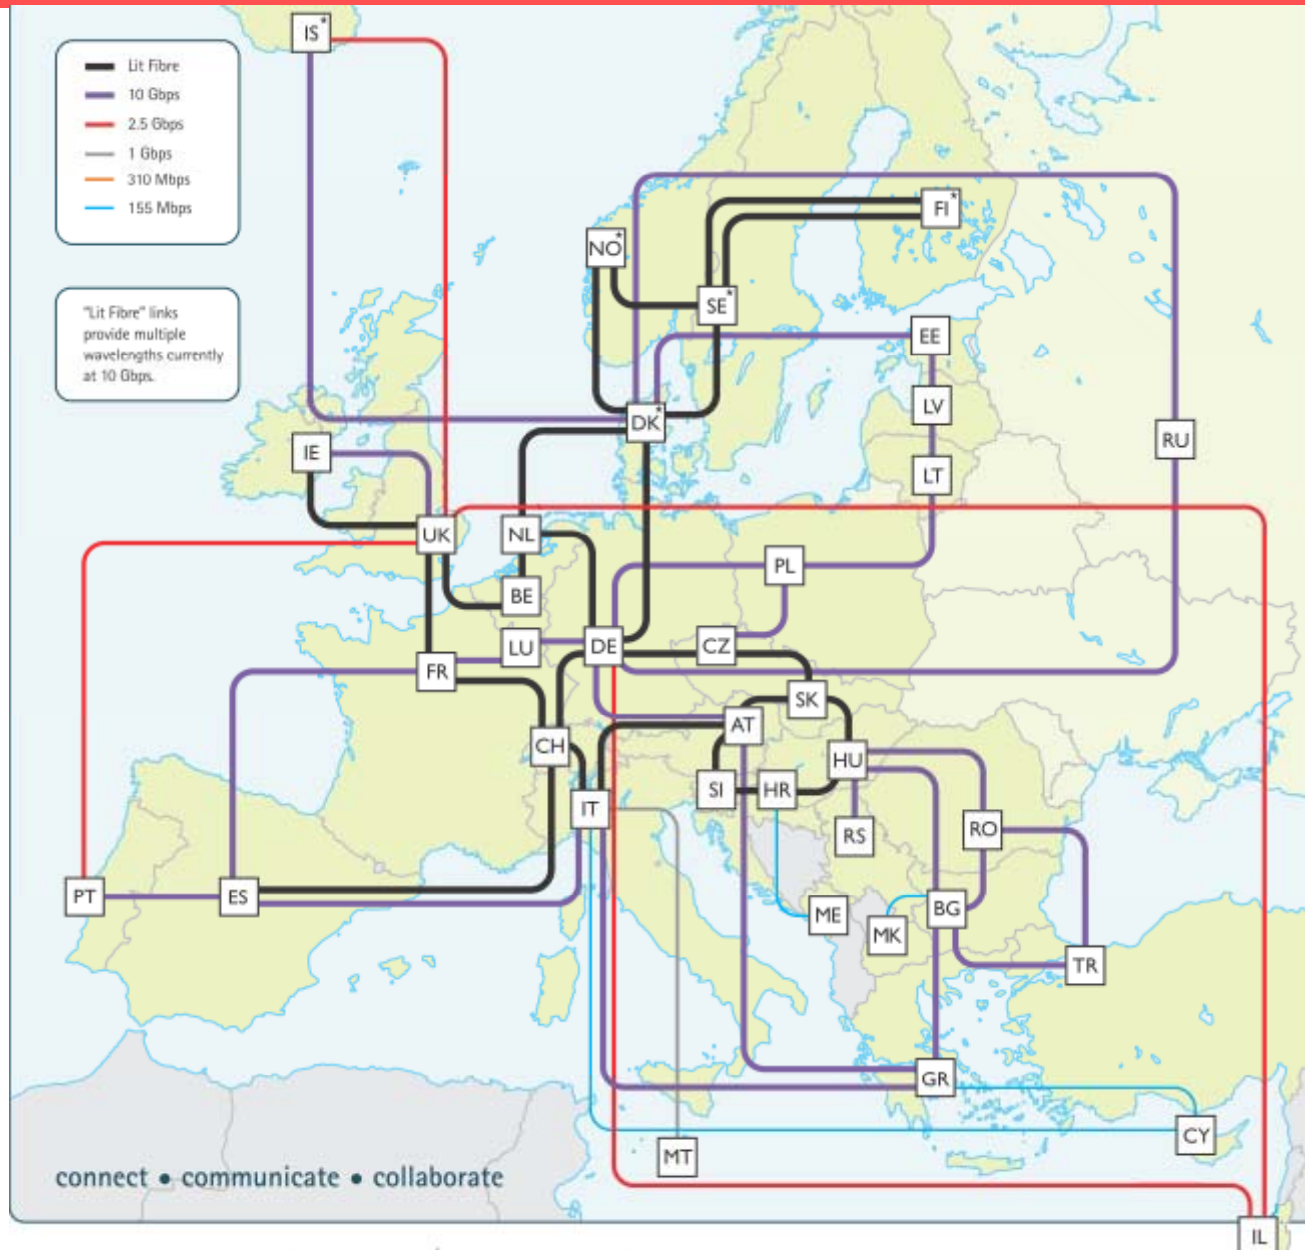 IS*
Lit Fibre
10 Gbps
2.5 Gbps
1 Gbps
310 Mbps
155 Mbps
FI*
NO*
SE*
"Lit Fibre" links
provide multiple
wavelengths currently
at 10 Gbps.
EE
LV
DK*
RU
IE
LT
UK
NL
PL
BE
LU
DE
CZ
FR
SK
AT
CH
HU
SI
HR
IT
RS
RO
PT
ES
ME
BG
MK
TR
GR
CY
MT
connect • communicate • collaborate
IL